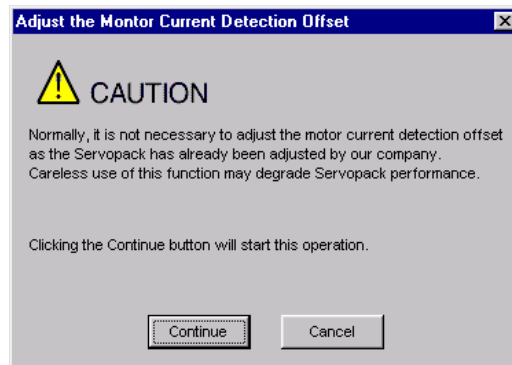 Adjust the Montor Current Detection Offset
CAUTION
Normally, it is not necessary to adjust the motor current detection offset
as the Servopack has already been adjusted by our company.
Careless use of this function may degrade Servopack performance.
Clicking the Continue button will start this operation.
Continue
Cancel